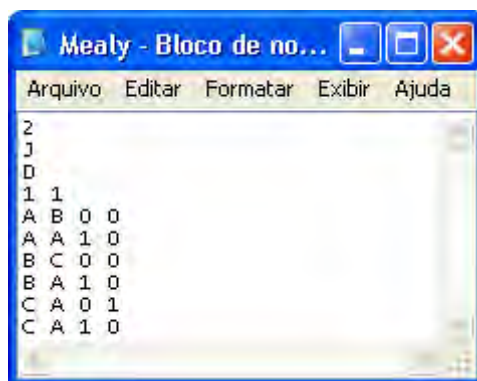 Mealy - Bloco de no...
Arquivo Editar Formatar Exibir Ajuda
2
J
D
1 1
A B 0 0
A A 1 0
B C 0 0
B A 1 0
C A 0 1
C A 1 0